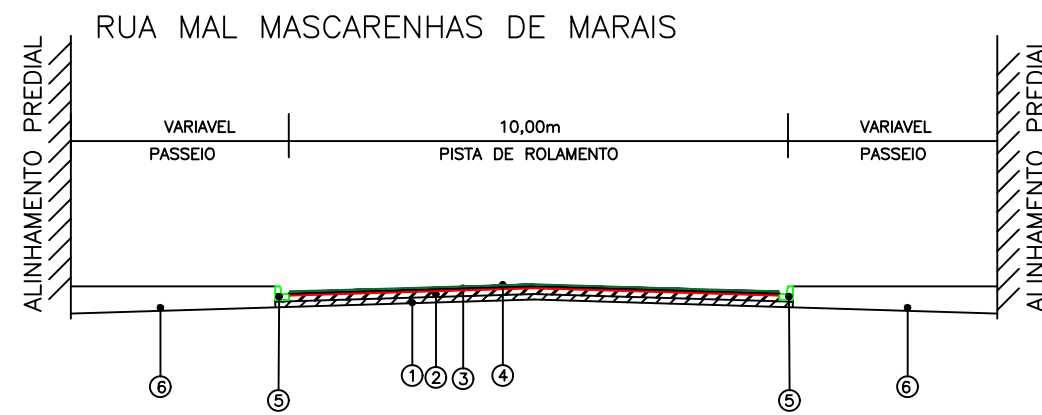 RUA MAL MASCARENHAS DE MARAIS
ALINHAMENTO PREDIAL
VARIAVEL
10,00m
VARIAVEL
PASSEIO
PISTA DE ROLAMENTO
PASSEIO
ALINHAMENTO PREDIAL
6
5
1
2
3
4
5
6